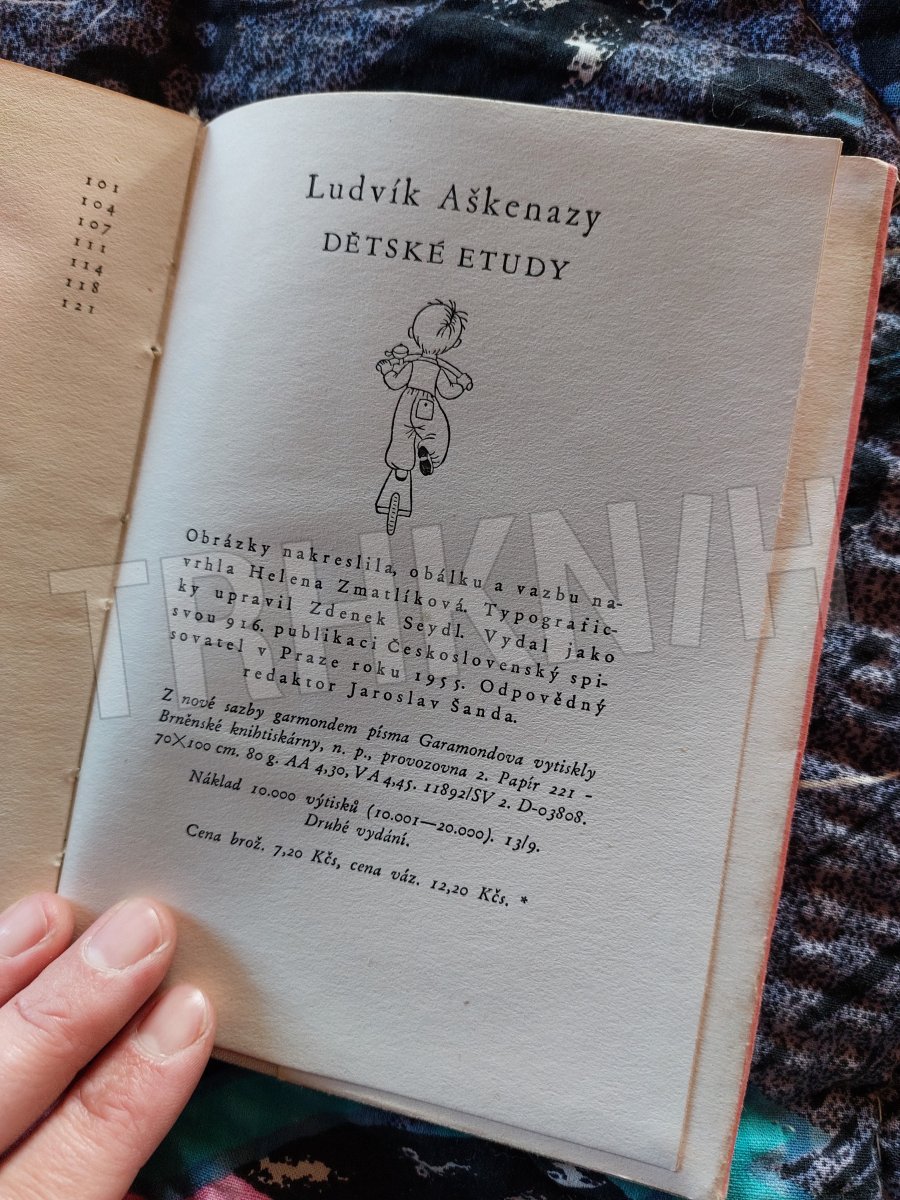 101
104
107
111
114
118
121
Ludvík Aškenazy
DĚTSKÉ ETUDY
Obrázky nakreslila, obálku a vazbu na-
vrhla Helena Zmatlíková. Typografic-
ky upravil Zdenek Seydl. Vydal jako
svou 916. publikaci Československý spi-
sovatel v Praze roku 1955. Odpovědný
redaktor Jaroslav Šanda.
Z nové sazby garmondem písma Garamondova vytiskly
Brněnské knihtiskárny, n. p., provozovna 2. Papír 221 -
70×100 cm. 80 g. AA 4,30, VA 4,45. 11892/SV 2. D-03808.
Náklad 10.000 výtisků (10.001—20.000). 13/9.
Druhé vydání.
Cena brož. 7,20 Kčs, cena váz. 12,20 Kčs. *
TRHKNIH